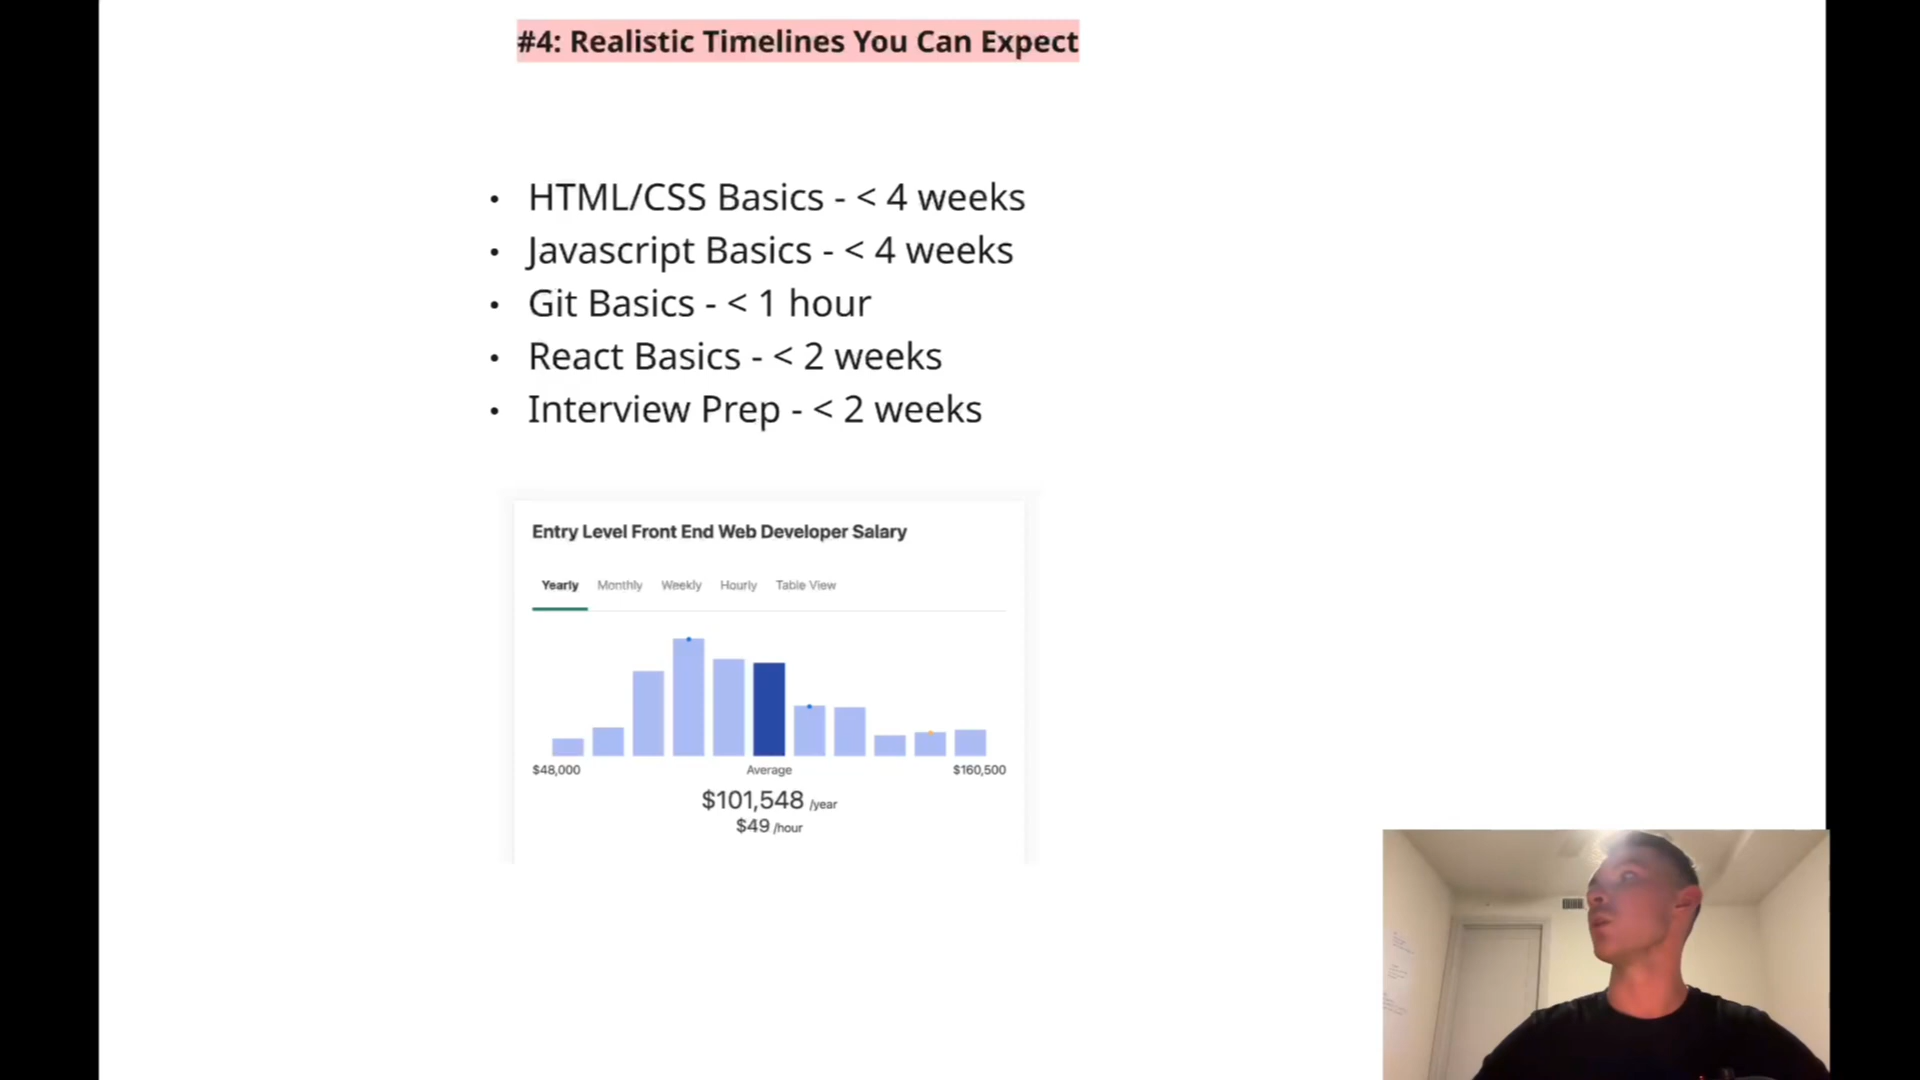 #4: Realistic Timelines You Can Expect
• HTML/CSS Basics - < 4 weeks
• Javascript Basics - < 4 weeks
• Git Basics - < 1 hour
• React Basics - < 2 weeks
• Interview Prep - < 2 weeks
Entry Level Front End Web Developer Salary
Yearly Monthly Weekly Hourly Table View
$48,000 Average $160,500
$101,548 /year
$49 /hour